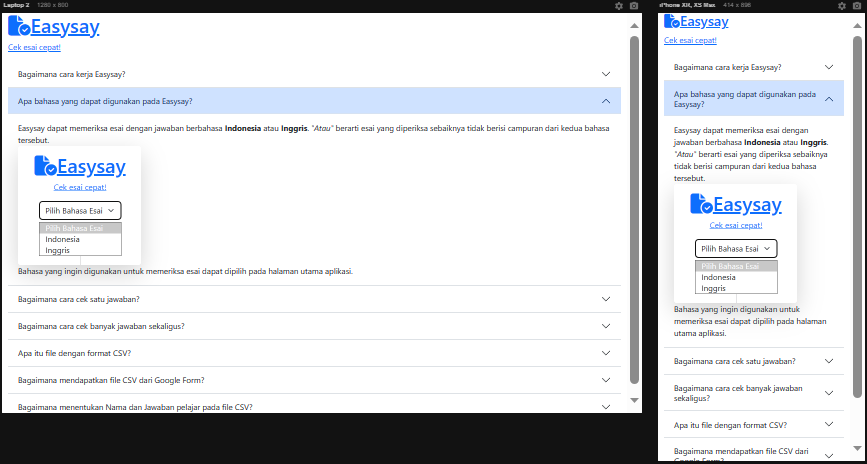 Laptop 2 1280 x 800
Easysay
Cek esai cepat!
Bagaimana cara kerja Easysay?
Apa bahasa yang dapat digunakan pada Easysay?
Easysay dapat memeriksa esai dengan jawaban berbahasa Indonesia atau Inggris. "Atau" berarti esai yang diperiksa sebaiknya tidak berisi campuran dari kedua bahasa
tersebut.
Easysay
Cek esai cepat!
Pilih Bahasa Esai
Pilih Bahasa Esai
Indonesia
Inggris
Bahasa yang ingin digunakan untuk memeriksa esai dapat dipilih pada halaman utama aplikasi.
Bagaimana cara cek satu jawaban?
Bagaimana cara cek banyak jawaban sekaligus?
Apa itu file dengan format CSV?
Bagaimana mendapatkan file CSV dari Google Form?
Bagaimana menentukan Nama dan Jawaban pelajar pada file CSV?
iPhone XR, XS Max 414 x 896
Easysay
Cek esai cepat!
Bagaimana cara kerja Easysay?
Apa bahasa yang dapat digunakan pada
Easysay?
Easysay dapat memeriksa esai dengan
jawaban berbahasa Indonesia atau Inggris.
"Atau" berarti esai yang diperiksa sebaiknya
tidak berisi campuran dari kedua bahasa
tersebut.
Easysay
Cek esai cepat!
Pilih Bahasa Esai
Pilih Bahasa Esai
Indonesia
Inggris
Bahasa yang ingin digunakan untuk
memeriksa esai dapat dipilih pada halaman
utama aplikasi.
Bagaimana cara cek satu jawaban?
Bagaimana cara cek banyak jawaban
sekaligus?
Apa itu file dengan format CSV?
Bagaimana mendapatkan file CSV dari
Google Form?